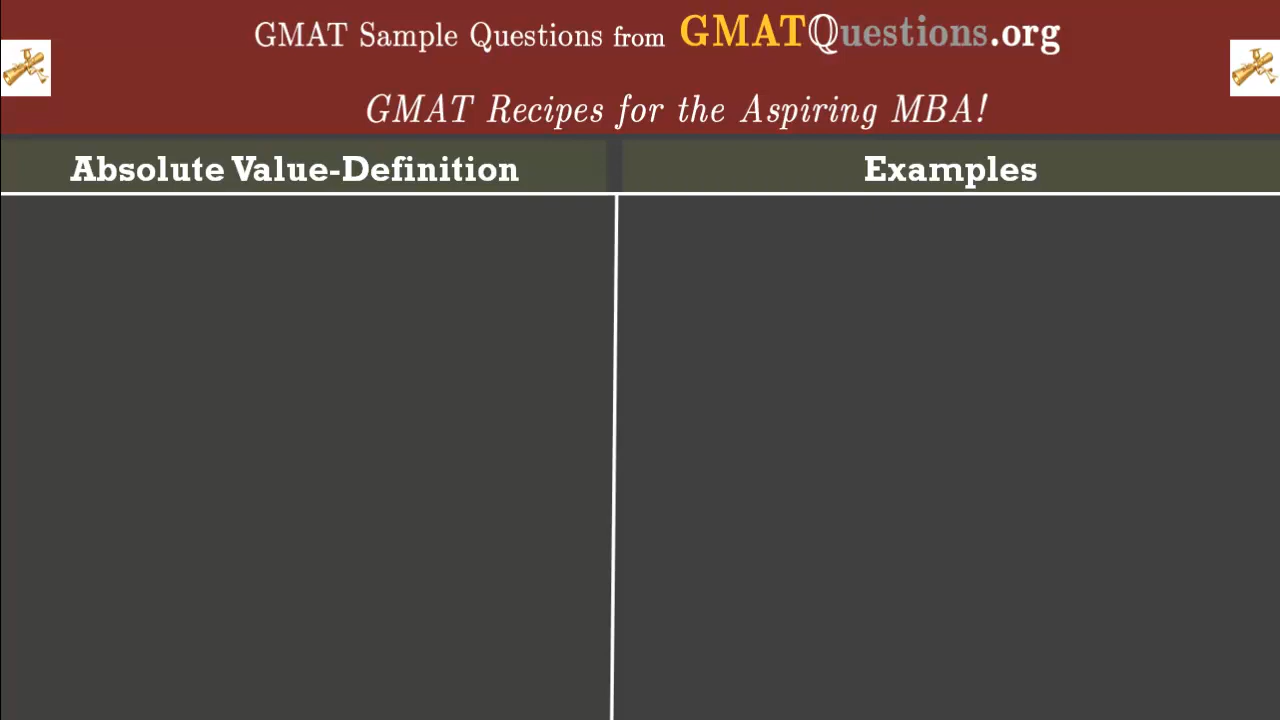 GMAT Sample Questions from GMATQuestions.org
GMAT Recipes for the Aspiring MBA!
Absolute Value-Definition
Examples